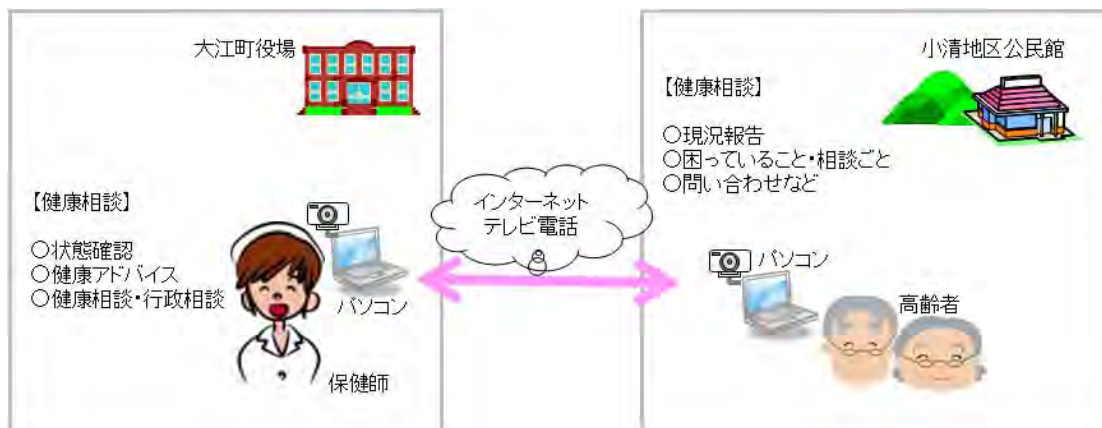 大江町役場
【健康相談】
○状態確認
○健康アドバイス
○健康相談・行政相談
パソコン
保健師
インターネット
テレビ電話
小清地区公民館
【健康相談】
○現況報告
○困っていること・相談ごと
○問い合わせなど
パソコン
高齢者